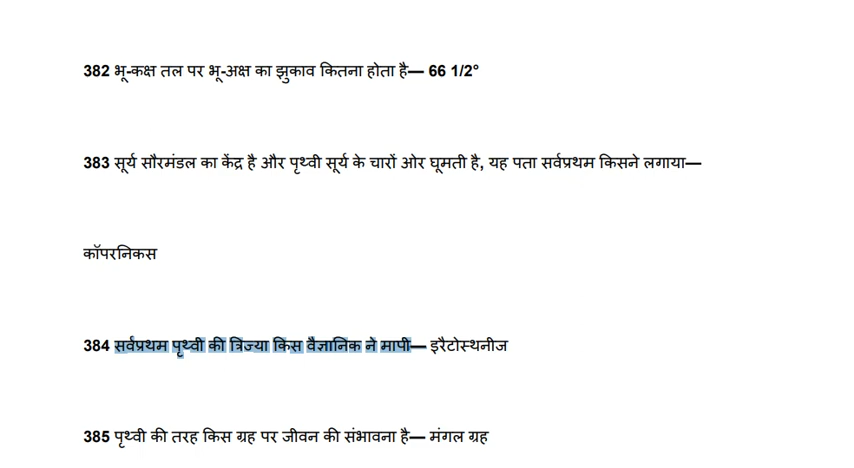 382 भू-कक्ष तल पर भू-अक्ष का झुकाव कितना होता है— 66 1/2°
383 सूर्य सौरमंडल का केंद्र है और पृथ्वी सूर्य के चारों ओर घूमती है, यह पता सर्वप्रथम किसने लगाया—
कॉपरनिकस
384 सर्वप्रथम पृथ्वी की त्रिज्या किस वैज्ञानिक ने मापी— इरैटोस्थनीज
385 पृथ्वी की तरह किस ग्रह पर जीवन की संभावना है— मंगल ग्रह